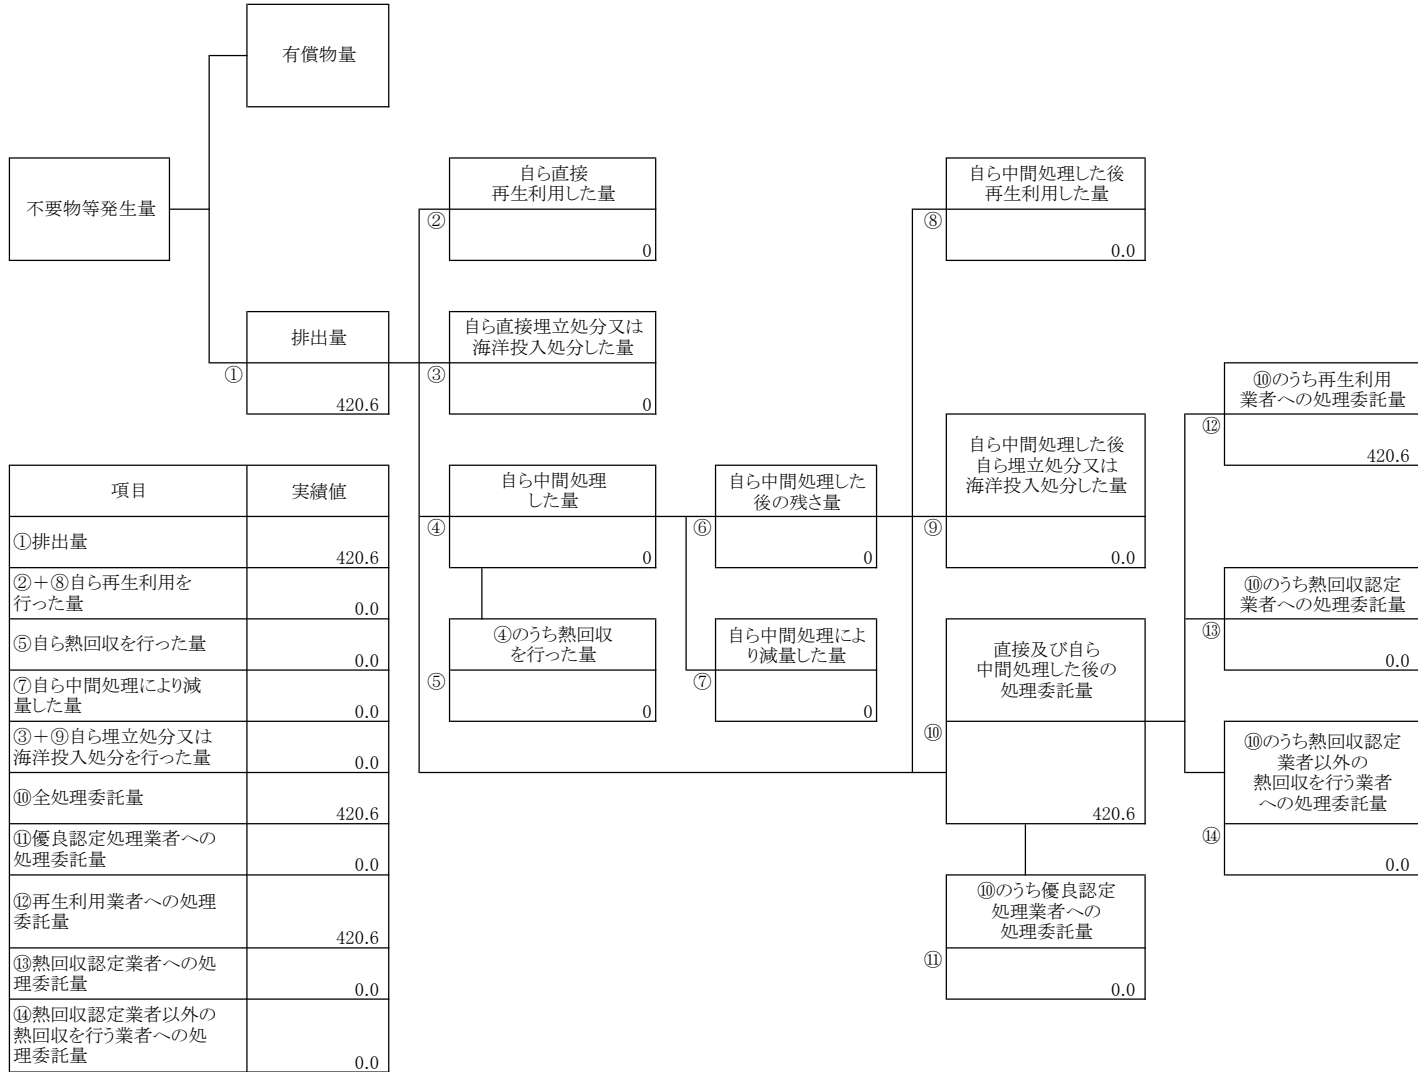 有償物量
不要物等発生量
自ら直接
再生利用した量
②
0
自ら中間処理した後
再生利用した量
⑧
0.0
排出量
①
420.6
自ら直接埋立処分又は
海洋投入処分した量
③
0
⑩のうち再生利用
業者への処理委託量
⑫
420.6
自ら中間処理
した量
④
0
自ら中間処理した
後の残さ量
⑥
0
自ら中間処理した後
自ら埋立処分又は
海洋投入処分した量
⑨
0.0
⑩のうち熱回収認定
業者への処理委託量
⑬
0.0
④のうち熱回収
を行った量
⑤
0
自ら中間処理によ
り減量した量
⑦
0
直接及び自ら
中間処理した後の
処理委託量
⑩
420.6
⑩のうち熱回収認定
業者以外の
熱回収を行う業者
への処理委託量
⑭
0.0
⑩のうち優良認定
処理業者への
処理委託量
⑪
0.0
項目 実績値
①排出量
420.6
②＋⑧自ら再生利用を
行った量
0.0
⑤自ら熱回収を行った量
0.0
⑦自ら中間処理により減
量した量
0.0
③＋⑨自ら埋立処分又は
海洋投入処分を行った量
0.0
⑩全処理委託量
420.6
⑪優良認定処理業者への
処理委託量
0.0
⑫再生利用業者への処理
委託量
420.6
⑬熱回収認定業者への処
理委託量
0.0
⑭熱回収認定業者以外の
熱回収を行う業者への処
理委託量
0.0